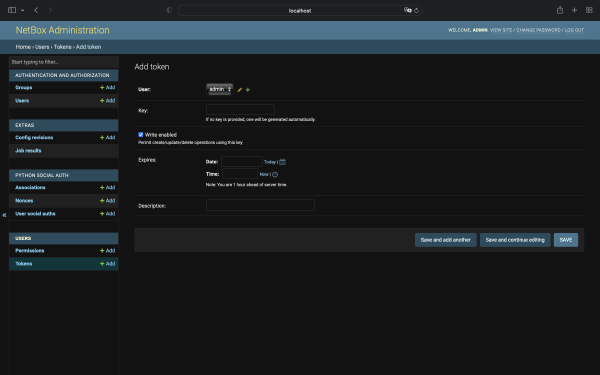 localhost
NetBox Administration
WELCOME, ADMIN. VIEW SITE / CHANGE PASSWORD / LOG OUT
Home › Users › Tokens › Add token
Start typing to filter...
AUTHENTICATION AND AUTHORIZATION
Groups + Add
Users + Add
EXTRAS
Config revisions + Add
Job results
PYTHON SOCIAL AUTH
Associations + Add
Nonces + Add
User social auths + Add
USERS
Permissions + Add
Tokens + Add
«
Add token
User: admin
Key:
If no key is provided, one will be generated automatically.
Write enabled
Permit create/update/delete operations using this key
Expires:
Date: Today |
Time: Now |
Note: You are 1 hour ahead of server time.
Description:
Save and add another Save and continue editing SAVE